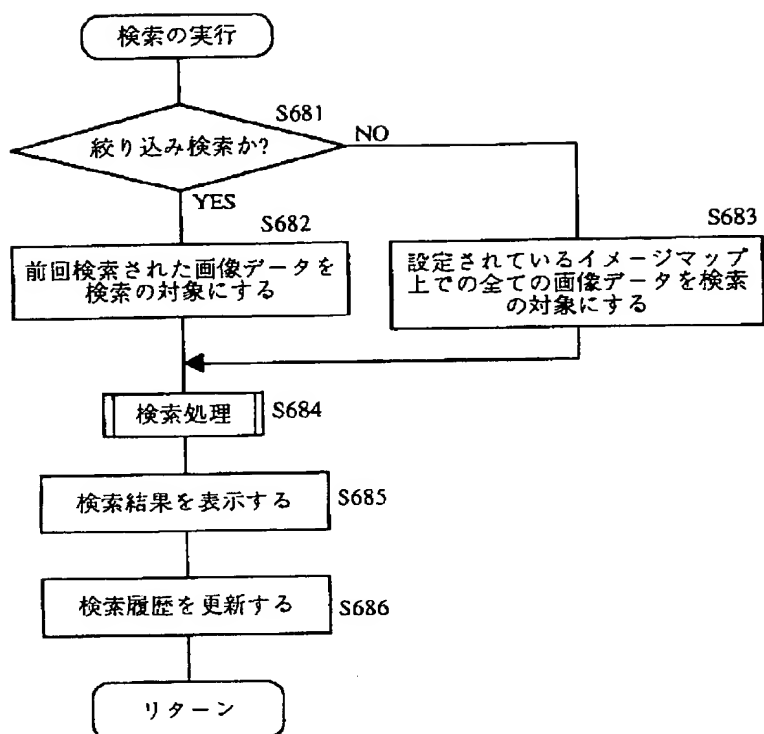 検索の実行
S681
絞り込み検索か?
NO
YES
S682
前回検索された画像データを
検索の対象にする
S683
設定されているイメージマップ
上での全ての画像データを検索
の対象にする
検索処理
S684
検索結果を表示する
S685
検索履歴を更新する
S686
リターン